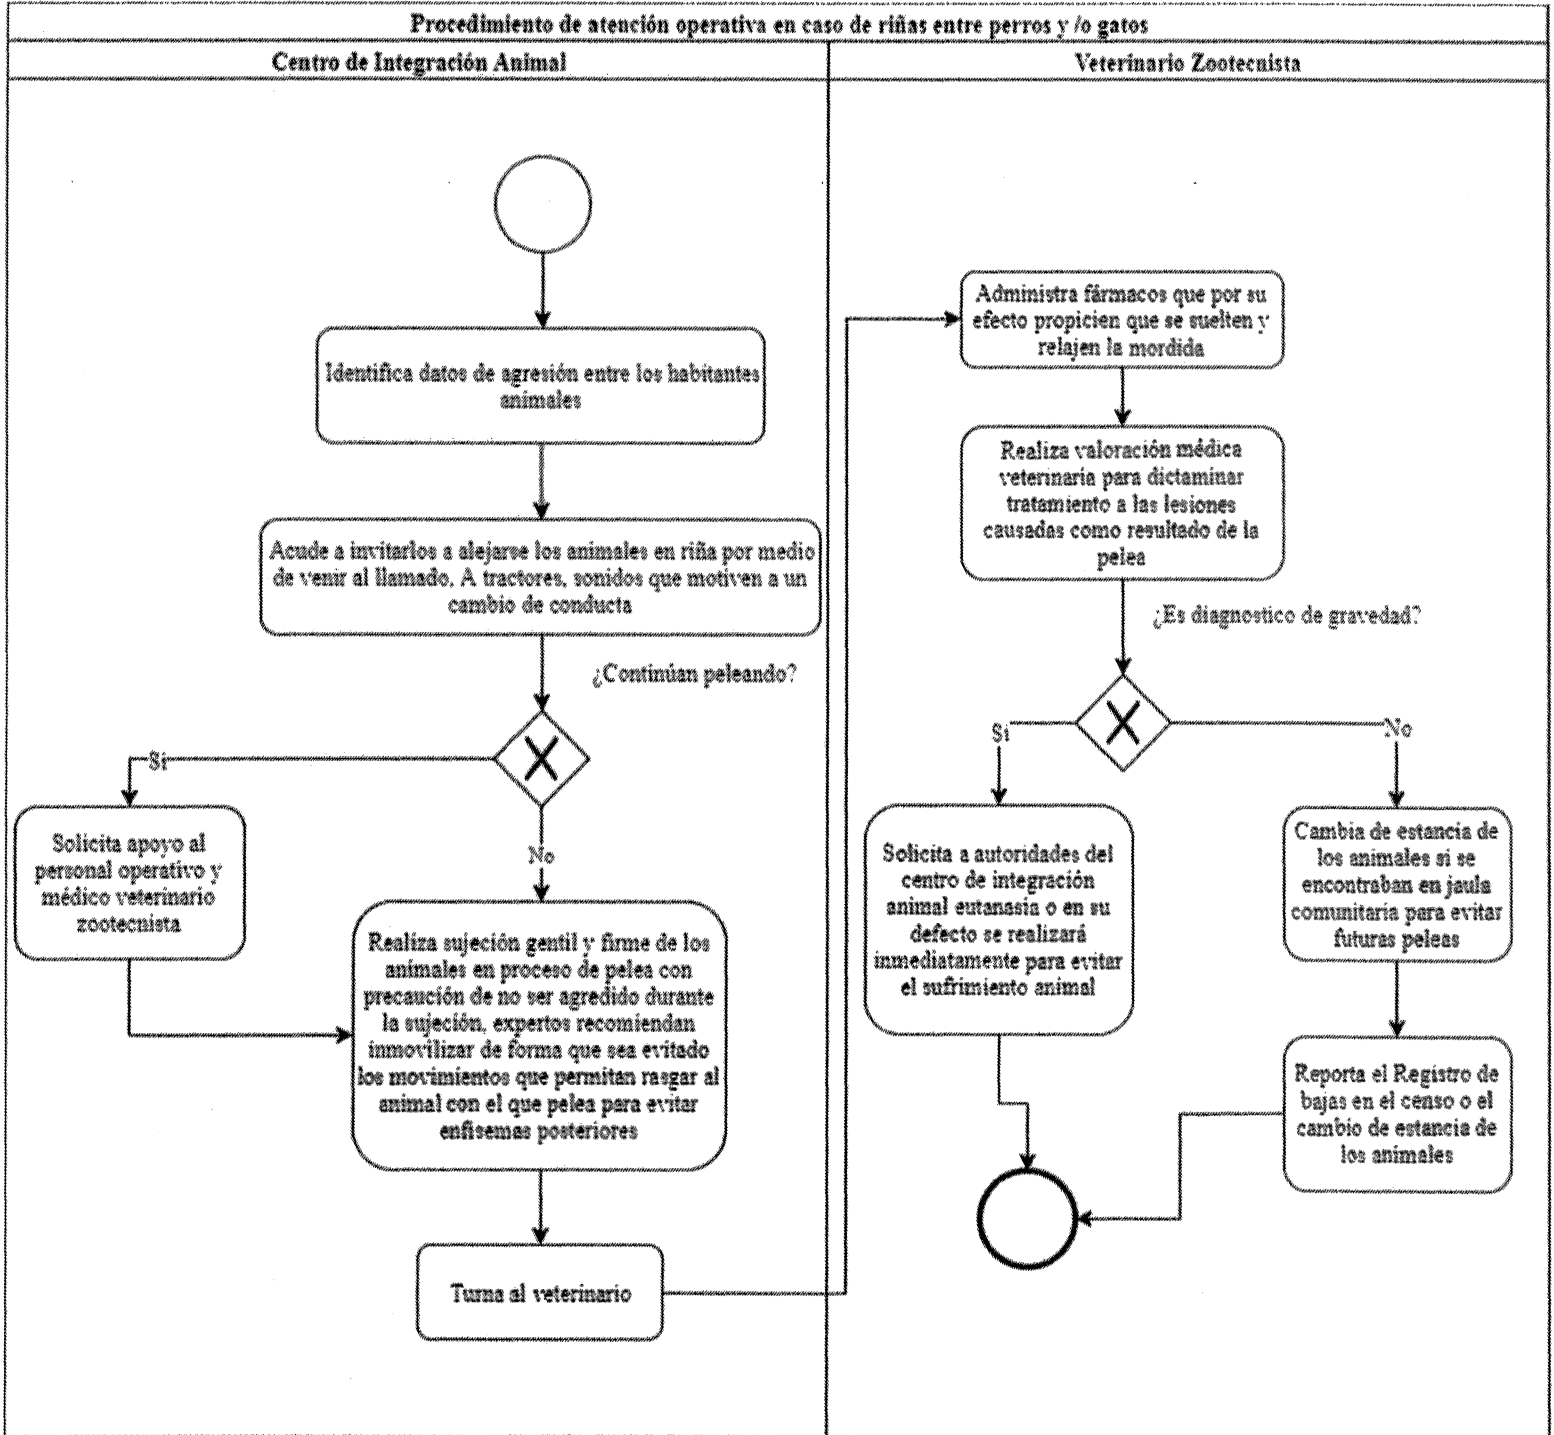 Procedimiento de atención operativa en caso de riñas entre perros y /o gatos
Centro de Integración Animal
Veterinario Zootecnista
Identifica datos de agresión entre los habitantes
animales
Acude a invitarlos a alejarse los animales en riña por medio
de venir al llamado. A tractores, sonidos que motiven a un
cambio de conducta
¿Continúan peleando?
Si
No
Solicita apoyo al
personal operativo y
médico veterinario
zootecnista
Realiza sujeción gentil y firme de los
animales en proceso de pelea con
precaución de no ser agredido durante
la sujeción, expertos recomiendan
inmovilizar de forma que sea evitado
los movimientos que permitan rasgar al
animal con el que pelea para evitar
enfisemas posteriores
Turna al veterinario
Administra fármacos que por su
efecto propicien que se suelten y
relajen la mordida
Realiza valoración médica
veterinaria para dictaminar
tratamiento a las lesiones
causadas como resultado de la
pelea
¿Es diagnostico de gravedad?
Si
No
Solicita a autoridades del
centro de integración
animal eutanasia o en su
defecto se realizará
inmediatamente para evitar
el sufrimiento animal
Cambia de estancia de
los animales si se
encontraban en jaula
comunitaria para evitar
futuras peleas
Reporta el Registro de
bajas en el censo o el
cambio de estancia de
los animales